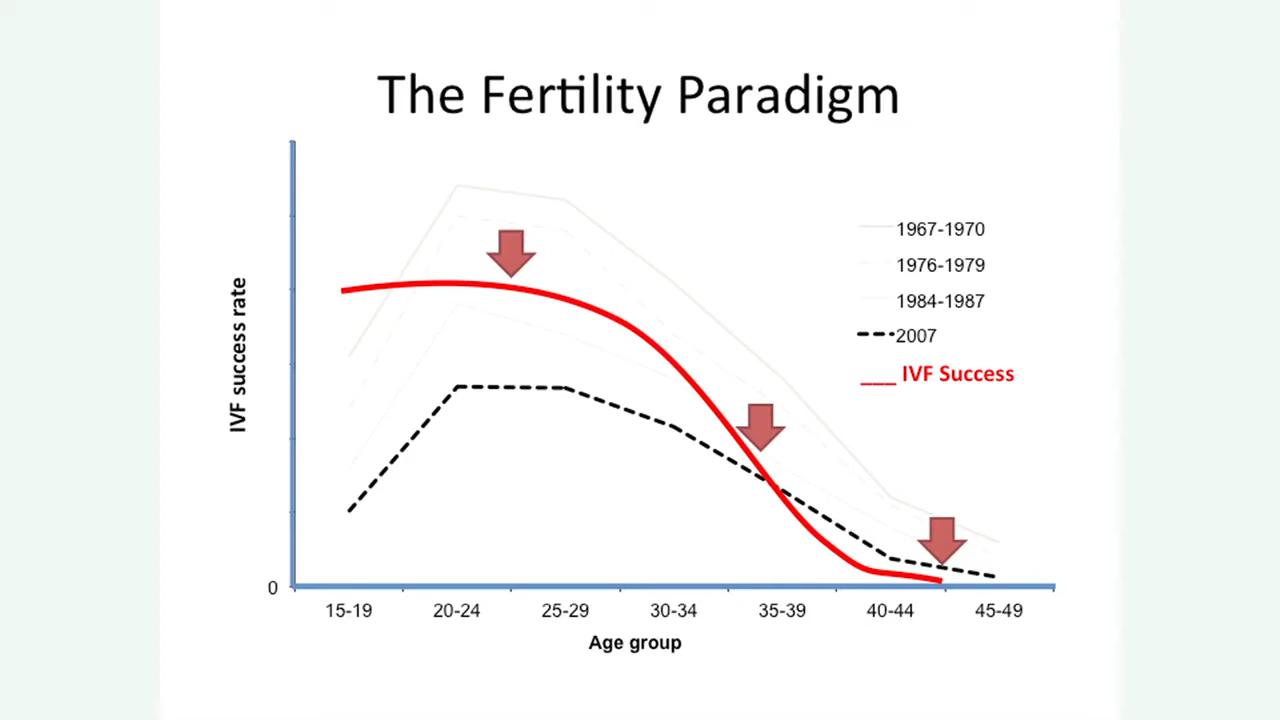 The Fertility Paradigm
IVF success rate
1967-1970
1976-1979
1984-1987
2007
___ IVF Success
0
15-19 20-24 25-29 30-34 35-39 40-44 45-49
Age group